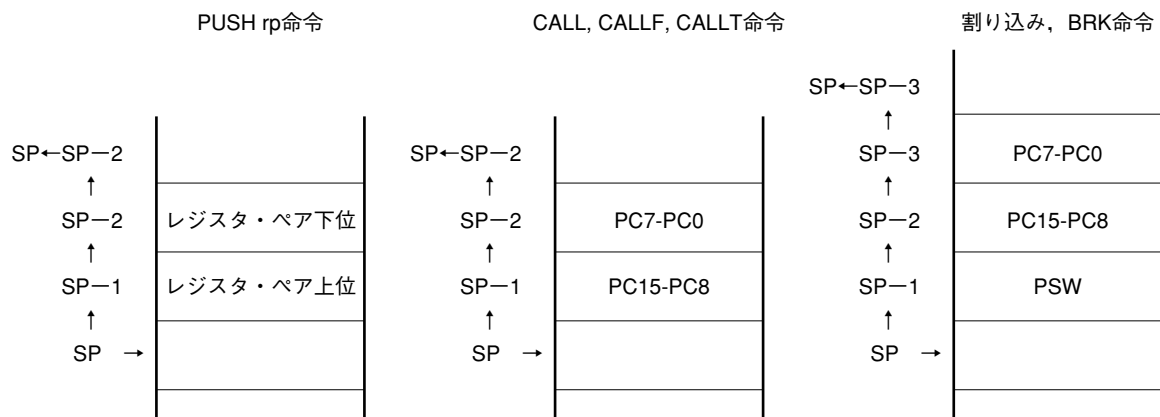 PUSH rp命令
SP←SP－2
↑
SP－2 レジスタ・ペア下位
↑
SP－1 レジスタ・ペア上位
↑
SP →
CALL, CALLF, CALLT命令
SP←SP－2
↑
SP－2 PC7-PC0
↑
SP－1 PC15-PC8
↑
SP →
割り込み，BRK命令
SP←SP－3
↑
SP－3 PC7-PC0
↑
SP－2 PC15-PC8
↑
SP－1 PSW
↑
SP →